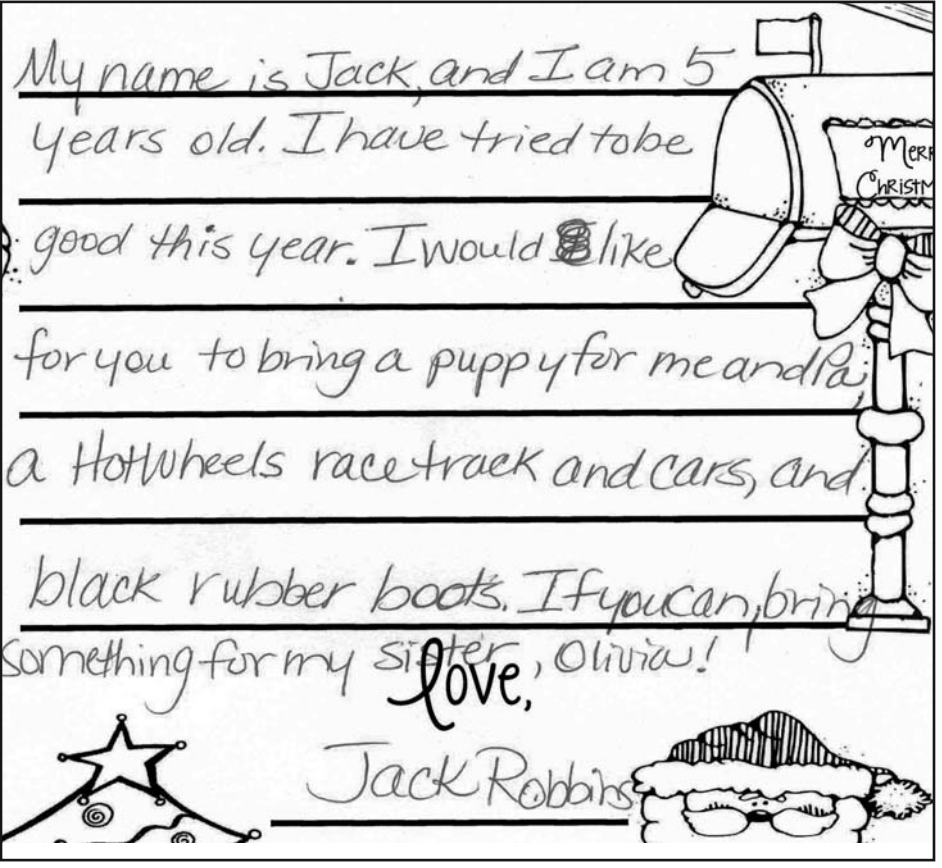 My name is Jack, and I am 5
years old. I have tried to be
MERR
CHRISTM
good this year. I would like
for you to bring a puppy for me and Pa,
a HotWheels race track and cars, and
black rubber boots. If you can, bring
something for my sister, Olivia!
love,
Jack Robbins